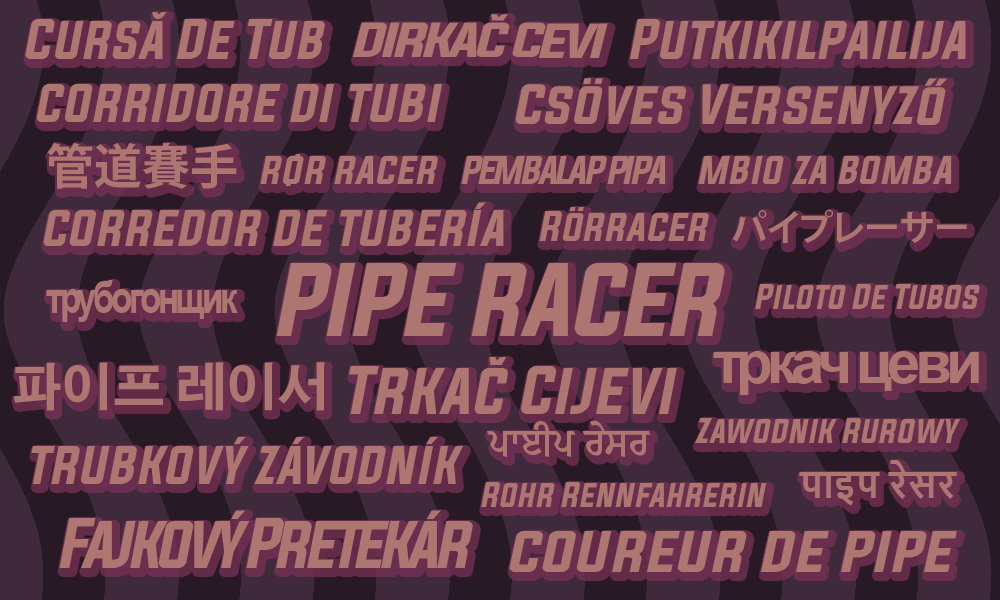 CURSĂ DE TUB
DIRKAČ CEVI
PUTKIKILPAILIJA
CORRIDORE DI TUBI
CSÖVES VERSENYZŐ
管道賽手
RØR RACER
PEMBALAP PIPA
MBIO ZA BOMBA
CORREDOR DE TUBERÍA
RÖRRACER
パイプレーサー
трубогонщик
PIPE RACER
PILOTO DE TUBOS
파이프 레이서
TRKAČ CIJEVI
тркач цеви
ਪਾਈਪ ਰੇਸਰ
ZAWODNIK RUROWY
TRUBKOVÝ ZÁVODNÍK
ROHR RENNFAHRERIN
पाइप रेसर
FAJKOVÝ PRETEKÁR
COUREUR DE PIPE